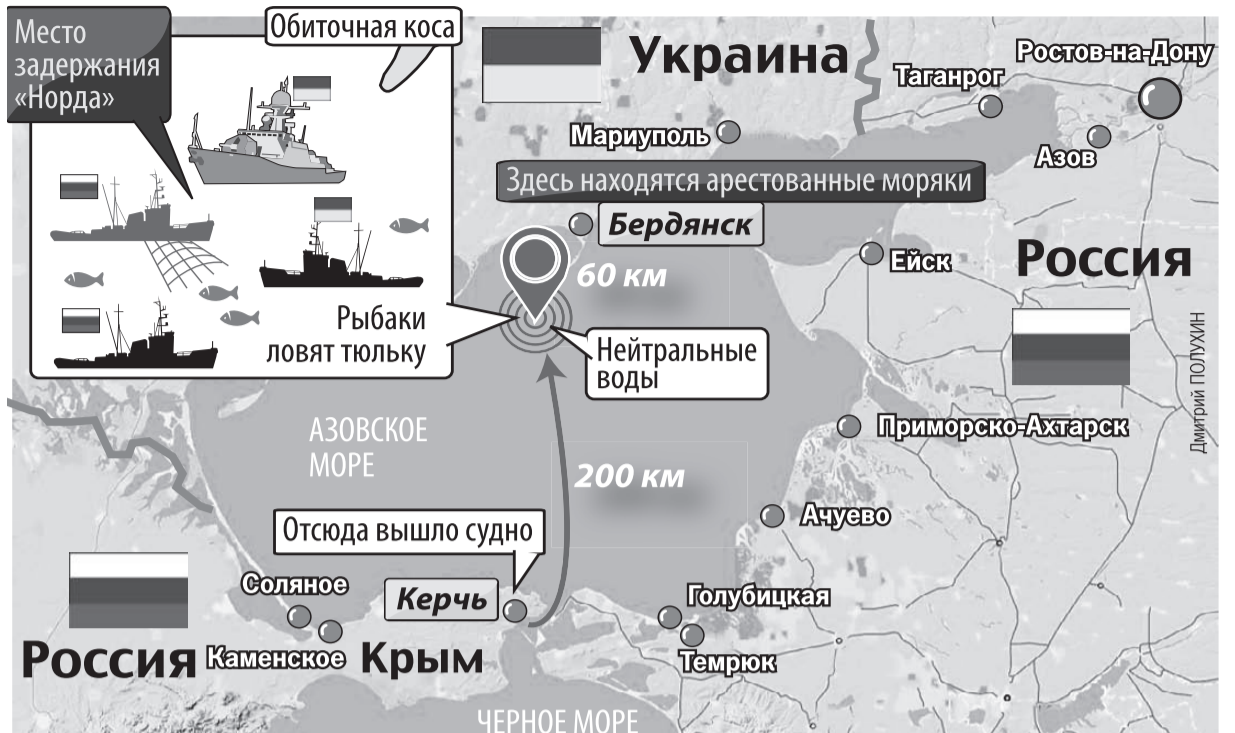 Место
задержания
«Норда»
Обиточная коса
Украина
Ростов-на-Дону
Таганрог
Мариуполь
Азов
Здесь находятся арестованные моряки
Бердянск
Ейск
Россия
60 км
Рыбаки
ловят тюльку
Нейтральные
воды
Дмитрий ПОЛУХИН
АЗОВСКОЕ
МОРЕ
Приморско-Ахтарск
200 км
Ачуево
Отсюда вышло судно
Соляное
Керчь
Голубицкая
Россия
Каменское
Крым
Темрюк
ЧЕРНОЕ МОРЕ